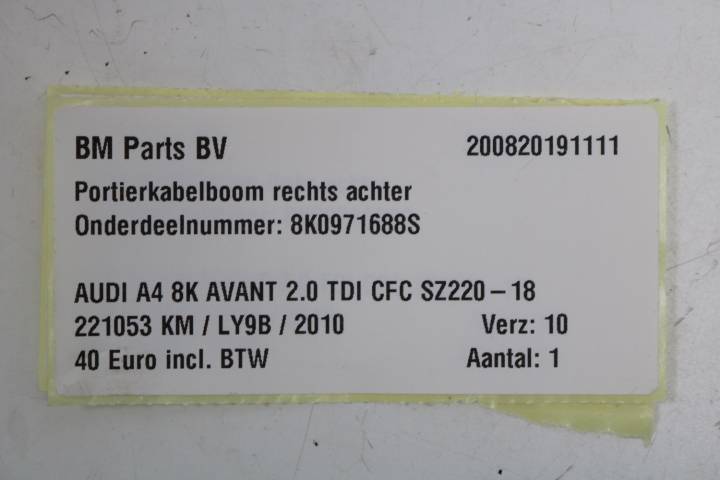 BM Parts BV 200820191111
Portierkabelboom rechts achter
Onderdeelnummer: 8K0971688S
AUDI A4 8K AVANT 2.0 TDI CFC SZ220 – 18
221053 KM / LY9B / 2010 Verz: 10
40 Euro incl. BTW Aantal: 1